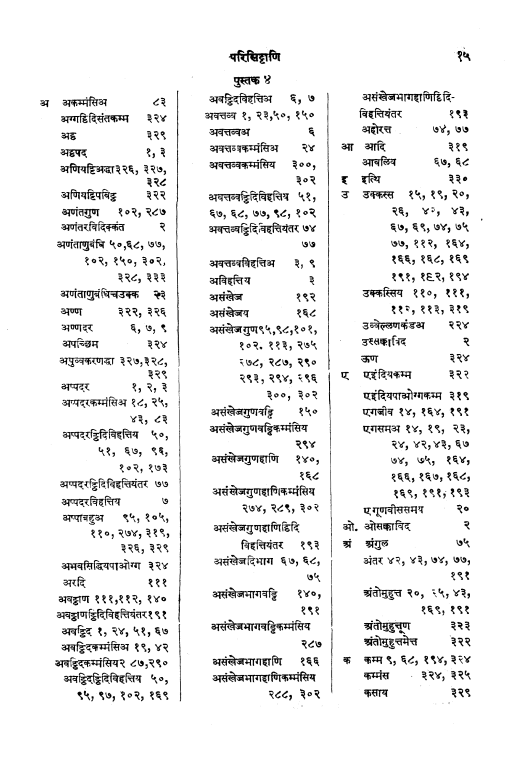 परिसिट्टाणि १५
पुस्तक ४
अ अकम्मंसिअ ८३
अग्गट्ठिदिसंतकम्म ३२४
अट्ठ ३२९
अट्ठपद १, ३
अणियट्टिअद्धा ३२६, ३२७,
३२८
अणियट्टिपविट्ठ ३२२
अणंतगुण १०२, २८७
अणंतरविदिक्कंत २
अणंताणुबंधि ५०,६८, ७७,
१०२, १५०, ३०२,
३२८, ३३३
अणंताणुबंधिचउक्क २३
अण्ण ३२२, ३२६
अण्णदर ६, ७, ९
अपच्छिम ३२४
अपुव्वकरणद्धा ३२७,३२८,
३२९
अप्पदर १, २, ३
अप्पदरकम्मंसिअ १८, २५,
४३, ८३
अप्पदरट्ठिदिविहत्तिय ५०,
५१, ६७, ९६,
१०२, १७३
अप्पदरट्ठिदिविहत्तियंतर ७७
अप्पदरविहत्तिय ७
अप्पाबहुअ ९५, १०५,
११०, २७४, ३१९,
३२६, ३२९
अभवसिद्धियपाओग्ग ३२४
अरदि १११
अवट्ठाण १११,११२, १४०
अवट्ठाणट्ठिदिविहत्तियंतर१९१
अवट्ठिद १, २४, ५१, ६७
अवट्ठिदकम्मंसिअ १९, ४२
अवट्ठिदकम्मंसिय२ ८७,२९०
अवट्ठिदट्ठिदिविहत्तिय ५०,
९५, ९७, १०२, १६९
अवट्ठिदविहत्तिअ ६, ७
अवत्तव्व १, २३,५०, १५०
अवत्तव्वअ ६
अवत्तव्वकम्मंसिअ २४
अवत्तव्वकम्मंसिय ३००,
३०२
अवत्तव्वट्ठिदिविहत्तिय ५१,
६७, ६८, ७७, ९८, १०२
अवत्तव्वट्ठिदिविहत्तियंतर ७४
७७
अवत्तव्वविहत्तिअ ३, ९
अविहत्तिय ३
असंखेज १९२
असंखेजय १६८
असंखेजगुण९५,९८,१०१,
१०२. ११३, २७५
२७८, २८७, २९०
२९३, २९४, २९६
३००, ३०२
असंखेजगुणवड्ढि १५०
असंखेजगुणवड्ढिकम्मंसिय
२९४
असंखेजगुणहाणि १४०,
१६८
असंखेजगुणहाणिकम्मंसिय
२७४, २८९, ३०२
असंखेजगुणहाणिट्ठिदि
विहत्तियंतर १९३
असंखेजदिभाग ६७, ६८,
७५
असंखेजभागवड्ढि १४०,
१९१
असंखेजभागवड्ढिकम्मंसिय
२८७
असंखेजभागहाणि १६६
असंखेजभागहाणिकम्मंसिय
२८८, ३०२
असंखेजभागहाणिट्ठिदि-
विहत्तियंतर १९३
अहोरत्त ७४, ७७
आ आदि ३१९
आवलिय ६७, ६८
इ इत्थि ३३०
उ उक्कस्स १५, १९, २०,
२६, ४२, ४३,
६७, ६९, ७४, ७५
७७, ११२, १६४,
१६६, १६८, १६९
१९१, १९२, १९४
उक्कस्सिय ११०, १११,
११२, ११३, ३१९
उव्वेल्लणकंडअ २२४
उस्सक्काविद २
ऊण ३२४
ए एइंदियकम्म ३२२
एइंदियपाओग्गकम्म ३१९
एगजीव १४, १६४, १९१
एगसमअ १४, १९, २३,
२४, ४२,४३, ६७
७४, ७५, १६४,
१६६, १६७, १६८,
१६९, १९१, १९३
एगूणवीससमय २०
ओ. ओसक्काविद २
अं अंगुल ७५
अंतर ४२, ४३, ७४, ७७,
१९१
अंतोमुहुत्त २०, २५, ४३,
१६९, १९१
अंतोमुहुत्तूण ३२३
अंतोमुहुत्तमेत्त ३२२
क कम्म ९, ६८, १९४, ३२४
कम्मंस ३२४, ३२५
कसाय ३२९